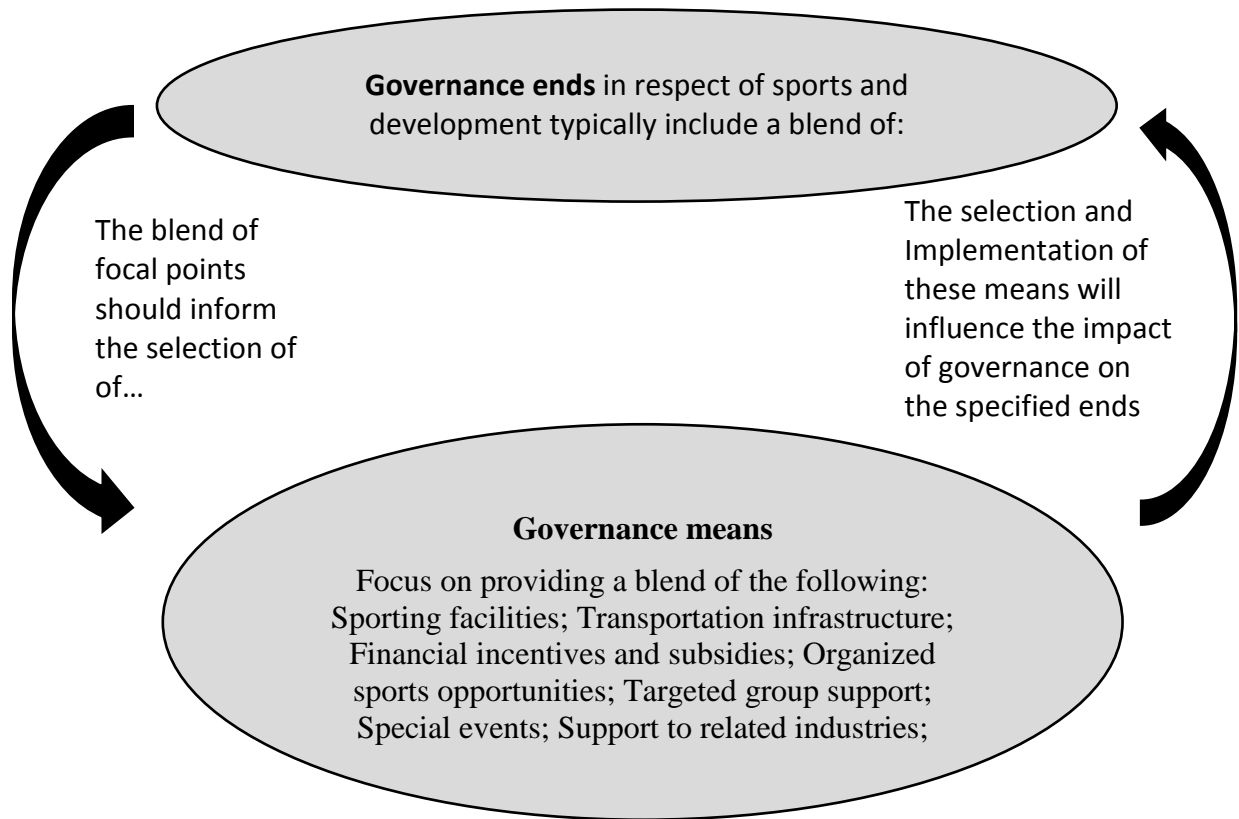 Governance ends in respect of sports and
development typically include a blend of:
The blend of
focal points
should inform
the selection of
of…
The selection and
Implementation of
these means will
influence the impact
of governance on
the specified ends
Governance means
Focus on providing a blend of the following:
Sporting facilities; Transportation infrastructure;
Financial incentives and subsidies; Organized
sports opportunities; Targeted group support;
Special events; Support to related industries;